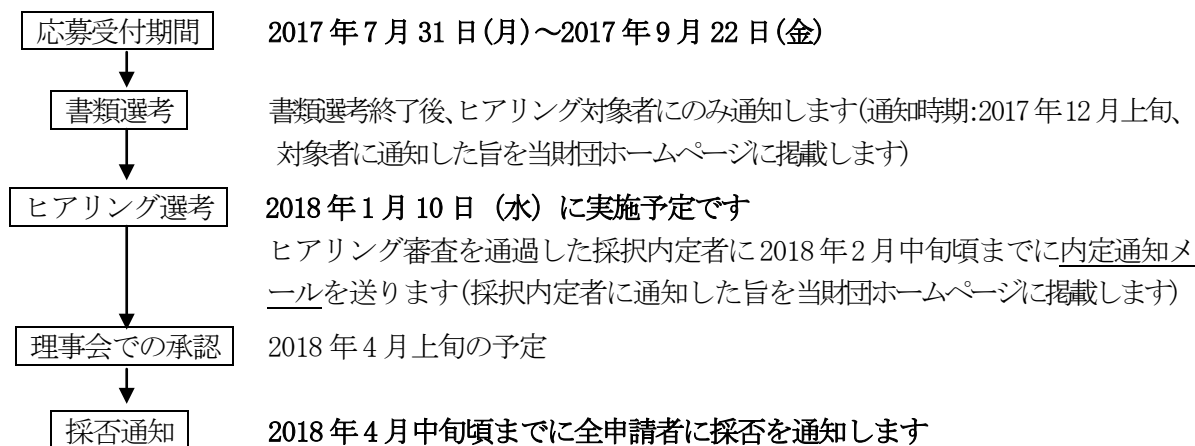 応募受付期間 2017年7月31日(月)～2017年9月22日(金)
書類選考 書類選考終了後、ヒアリング対象者にのみ通知します(通知時期:2017年12月上旬、
対象者に通知した旨を当財団ホームページに掲載します)
ヒアリング選考 2018年1月10日（水）に実施予定です
ヒアリング審査を通過した採択内定者に2018年2月中旬頃までに内定通知メ
ールを送ります(採択内定者に通知した旨を当財団ホームページに掲載します)
理事会での承認 2018年4月上旬の予定
採否通知 2018年4月中旬頃までに全申請者に採否を通知します